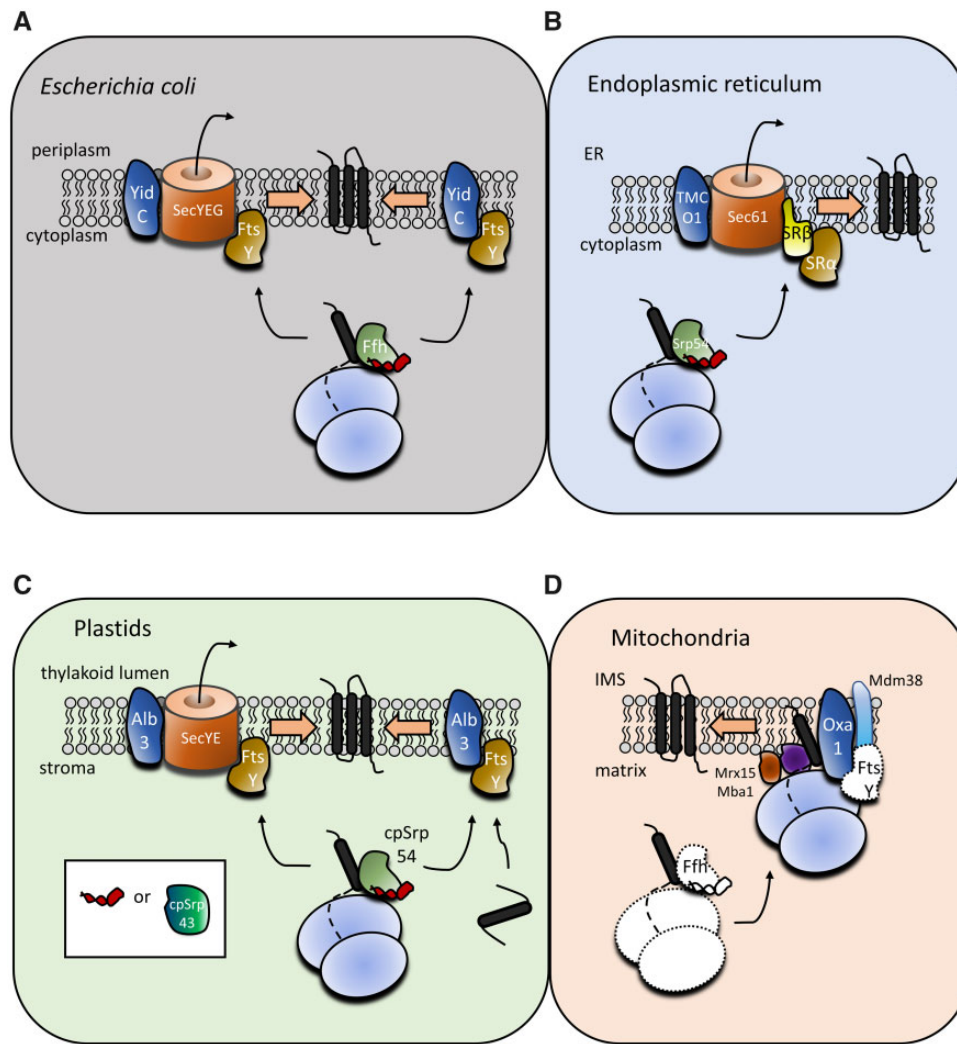 A
Escherichia coli
periplasm
Yid
C
SecYEG
Fts
Y
cytoplasm
Yid
C
Fts
Y
Ffh
B
Endoplasmic reticulum
ER
TMC
O1
Sec61
SRβ
SRα
cytoplasm
Srp54
C
Plastids
thylakoid lumen
Alb
3
SecYE
Fts
Y
stroma
Alb
3
Fts
Y
cpSrp
54
or
cpSrp
43
D
Mitochondria
IMS
Mdm38
Oxa
1
matrix
Mrx15
Mba1
Fts
Y
Ffh